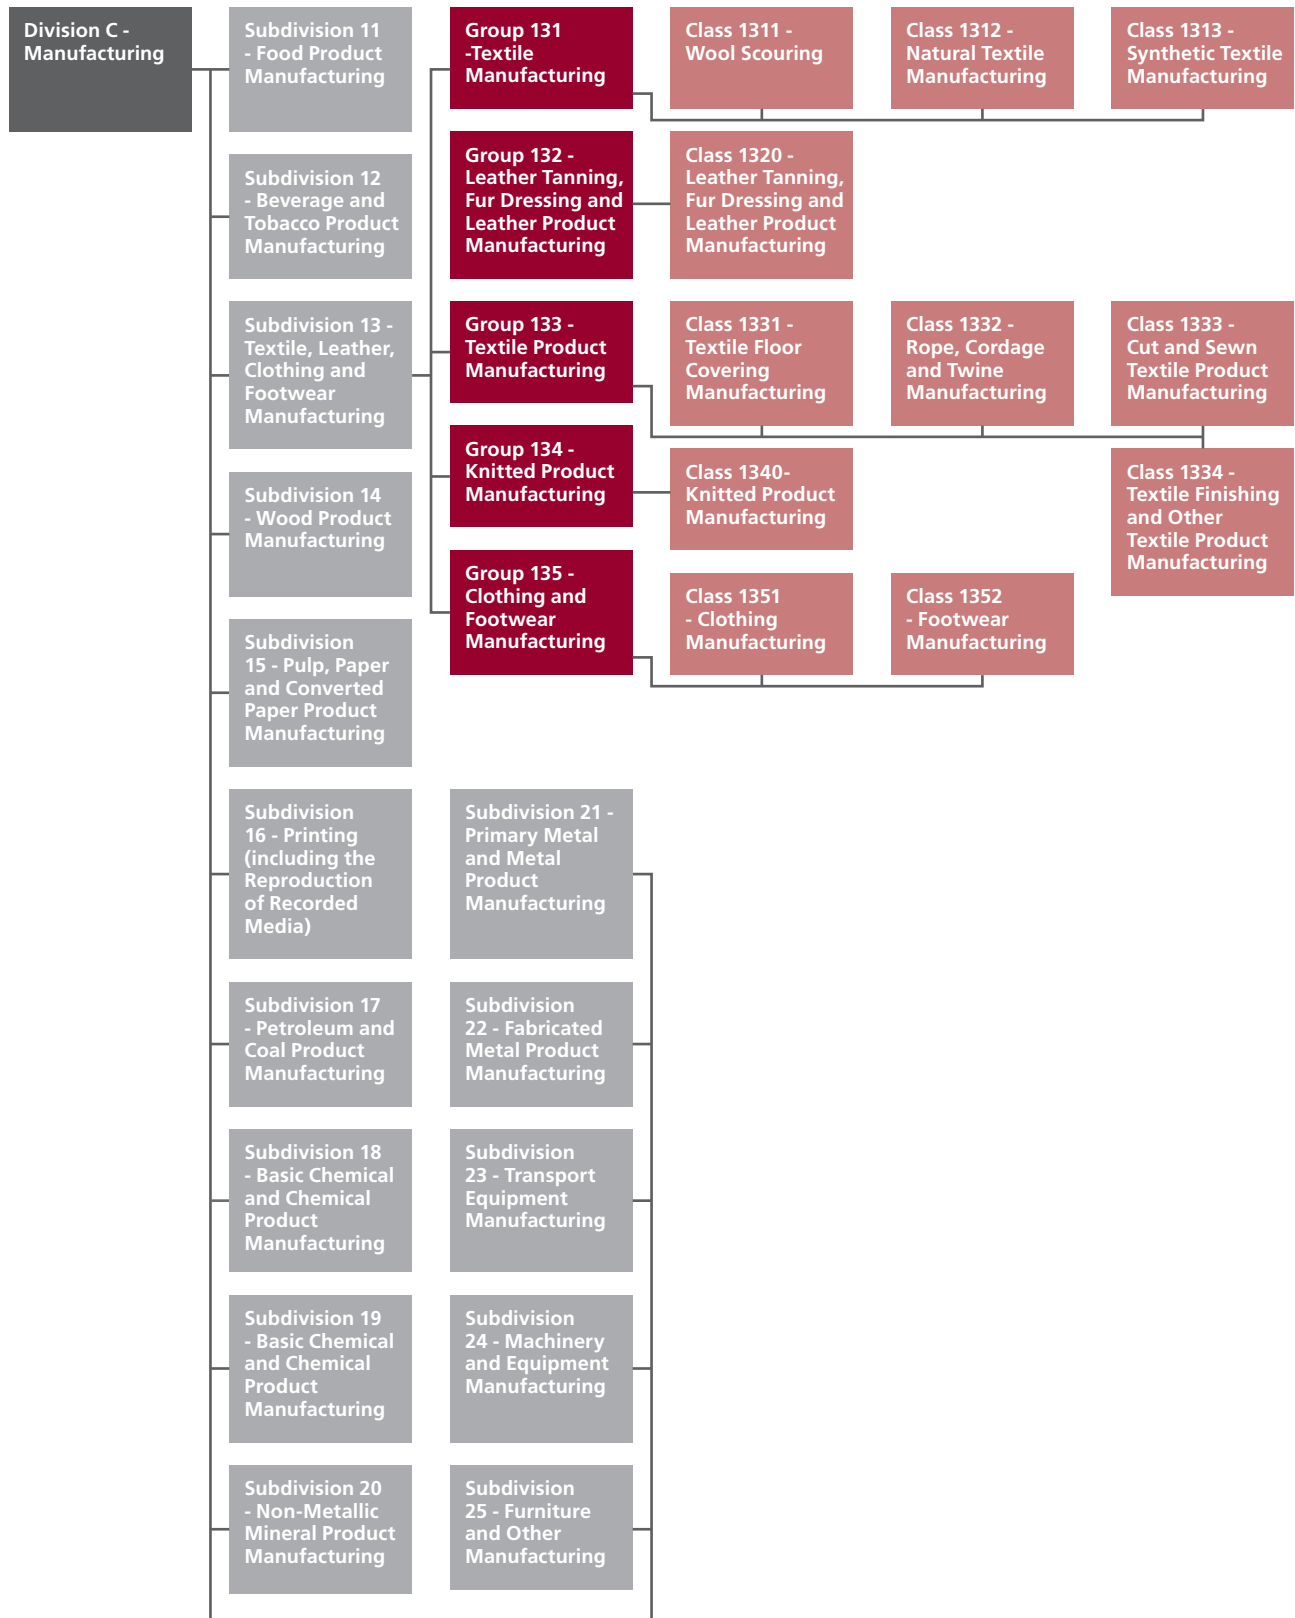 Division C -
Manufacturing
Subdivision 11
- Food Product
Manufacturing
Subdivision 12
- Beverage and
Tobacco Product
Manufacturing
Subdivision 13 -
Textile, Leather,
Clothing and
Footwear
Manufacturing
Subdivision 14
- Wood Product
Manufacturing
Subdivision
15 - Pulp, Paper
and Converted
Paper Product
Manufacturing
Subdivision
16 - Printing
(including the
Reproduction
of Recorded
Media)
Subdivision 17
- Petroleum and
Coal Product
Manufacturing
Subdivision 18
- Basic Chemical
and Chemical
Product
Manufacturing
Subdivision 19
- Basic Chemical
and Chemical
Product
Manufacturing
Subdivision 20
- Non-Metallic
Mineral Product
Manufacturing
Group 131
-Textile
Manufacturing
Class 1311 -
Wool Scouring
Class 1312 -
Natural Textile
Manufacturing
Class 1313 -
Synthetic Textile
Manufacturing
Group 132 -
Leather Tanning,
Fur Dressing and
Leather Product
Manufacturing
Class 1320 -
Leather Tanning,
Fur Dressing and
Leather Product
Manufacturing
Group 133 -
Textile Product
Manufacturing
Class 1331 -
Textile Floor
Covering
Manufacturing
Class 1332 -
Rope, Cordage
and Twine
Manufacturing
Class 1333 -
Cut and Sewn
Textile Product
Manufacturing
Class 1334 -
Textile Finishing
and Other
Textile Product
Manufacturing
Group 134 -
Knitted Product
Manufacturing
Class 1340-
Knitted Product
Manufacturing
Group 135 -
Clothing and
Footwear
Manufacturing
Class 1351
- Clothing
Manufacturing
Class 1352
- Footwear
Manufacturing
Subdivision 21 -
Primary Metal
and Metal
Product
Manufacturing
Subdivision
22 - Fabricated
Metal Product
Manufacturing
Subdivision
23 - Transport
Equipment
Manufacturing
Subdivision
24 - Machinery
and Equipment
Manufacturing
Subdivision
25 - Furniture
and Other
Manufacturing